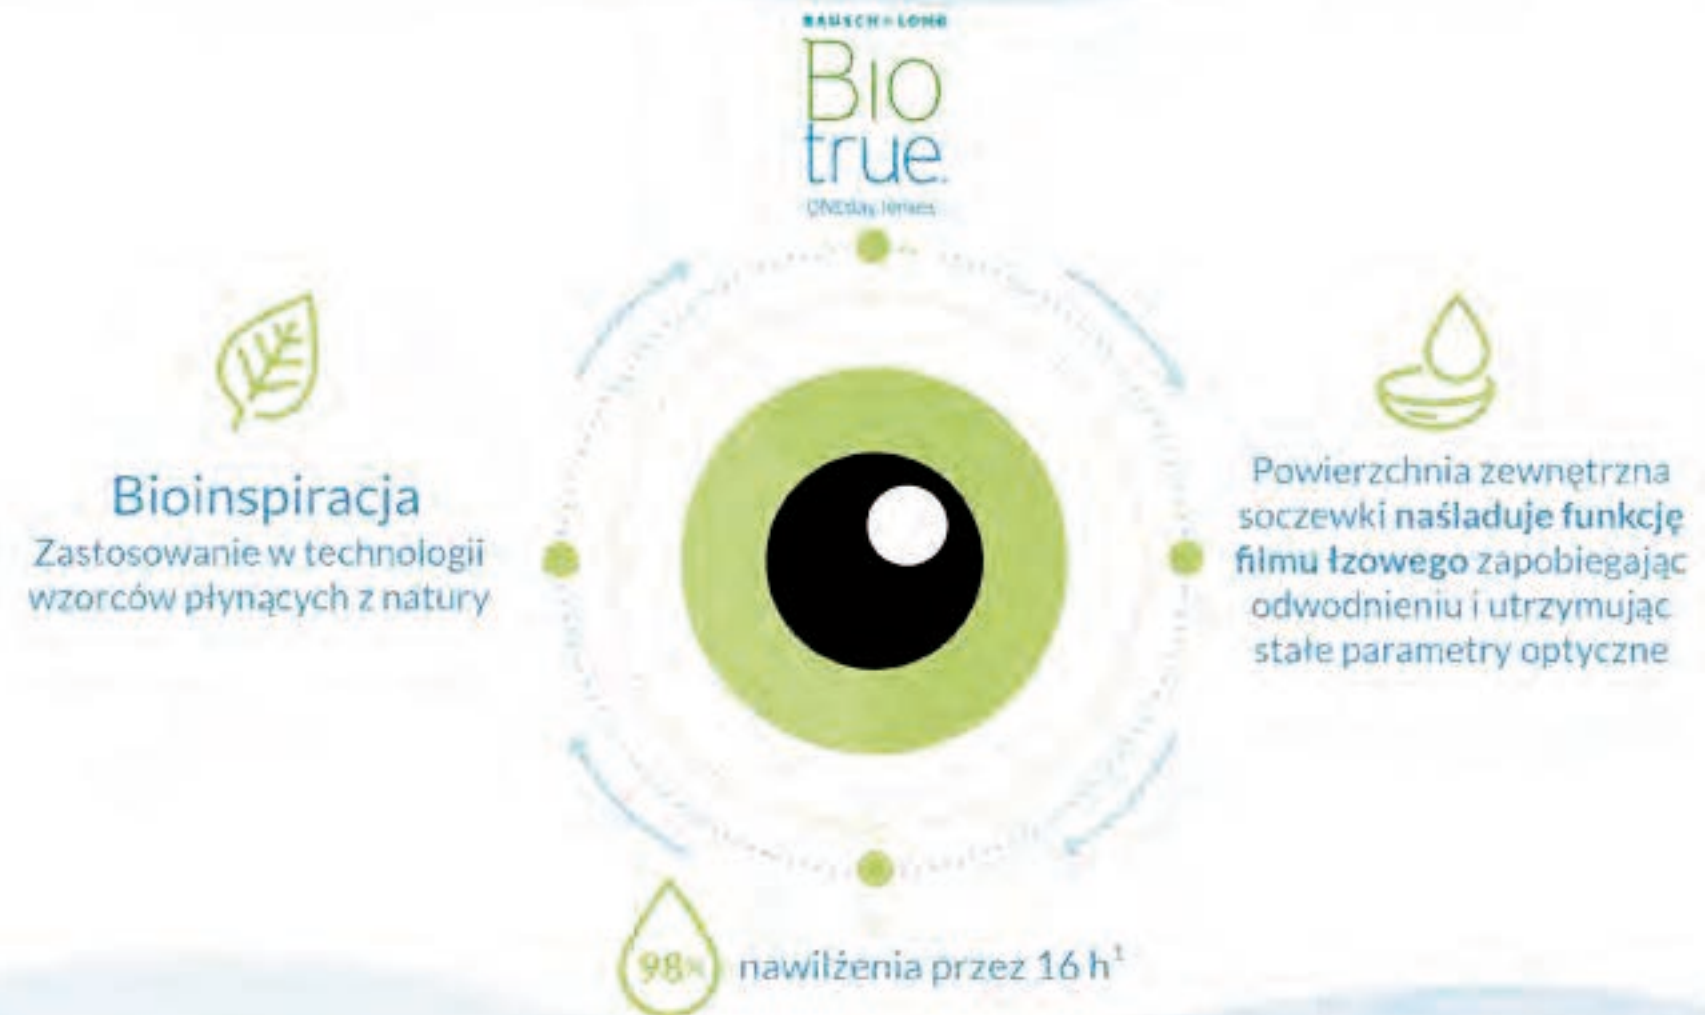 BAUSCH + LOMB
Bio
true.
ONEday lenses
Bioinspiracja
Zastosowanie w technologii
wzorców płynących z natury
Powierzchnia zewnętrzna
soczewki naśladuje funkcję
filmu łzowego zapobiegając
odwodnieniu i utrzymując
stałe parametry optyczne
98% nawilżenia przez 16 h¹